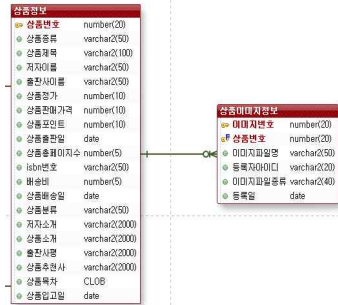 상품정보
상품번호 number(20)
상품종류 varchar2(50)
상품제목 varchar2(100)
저자이름 varchar2(50)
출판사이름 varchar2(50)
상품정가 number(10)
상품판매가격 number(10)
상품포인트 number(10)
상품출판일 date
상품총페이지수 number(5)
isbn번호 varchar2(50)
배송비 number(5)
상품배송일 date
상품분류 varchar2(50)
저자소개 varchar2(2000)
상품소개 varchar2(2000)
출판사평 varchar2(2000)
상품추천사 varchar2(2000)
상품목차 CLOB
상품입고일 date
상품이미지정보
이미지번호 number(20)
상품번호 number(20)
이미지파일명 varchar2(50)
등록자아이디 varchar2(20)
이미지파일종류 varchar2(40)
등록일 date